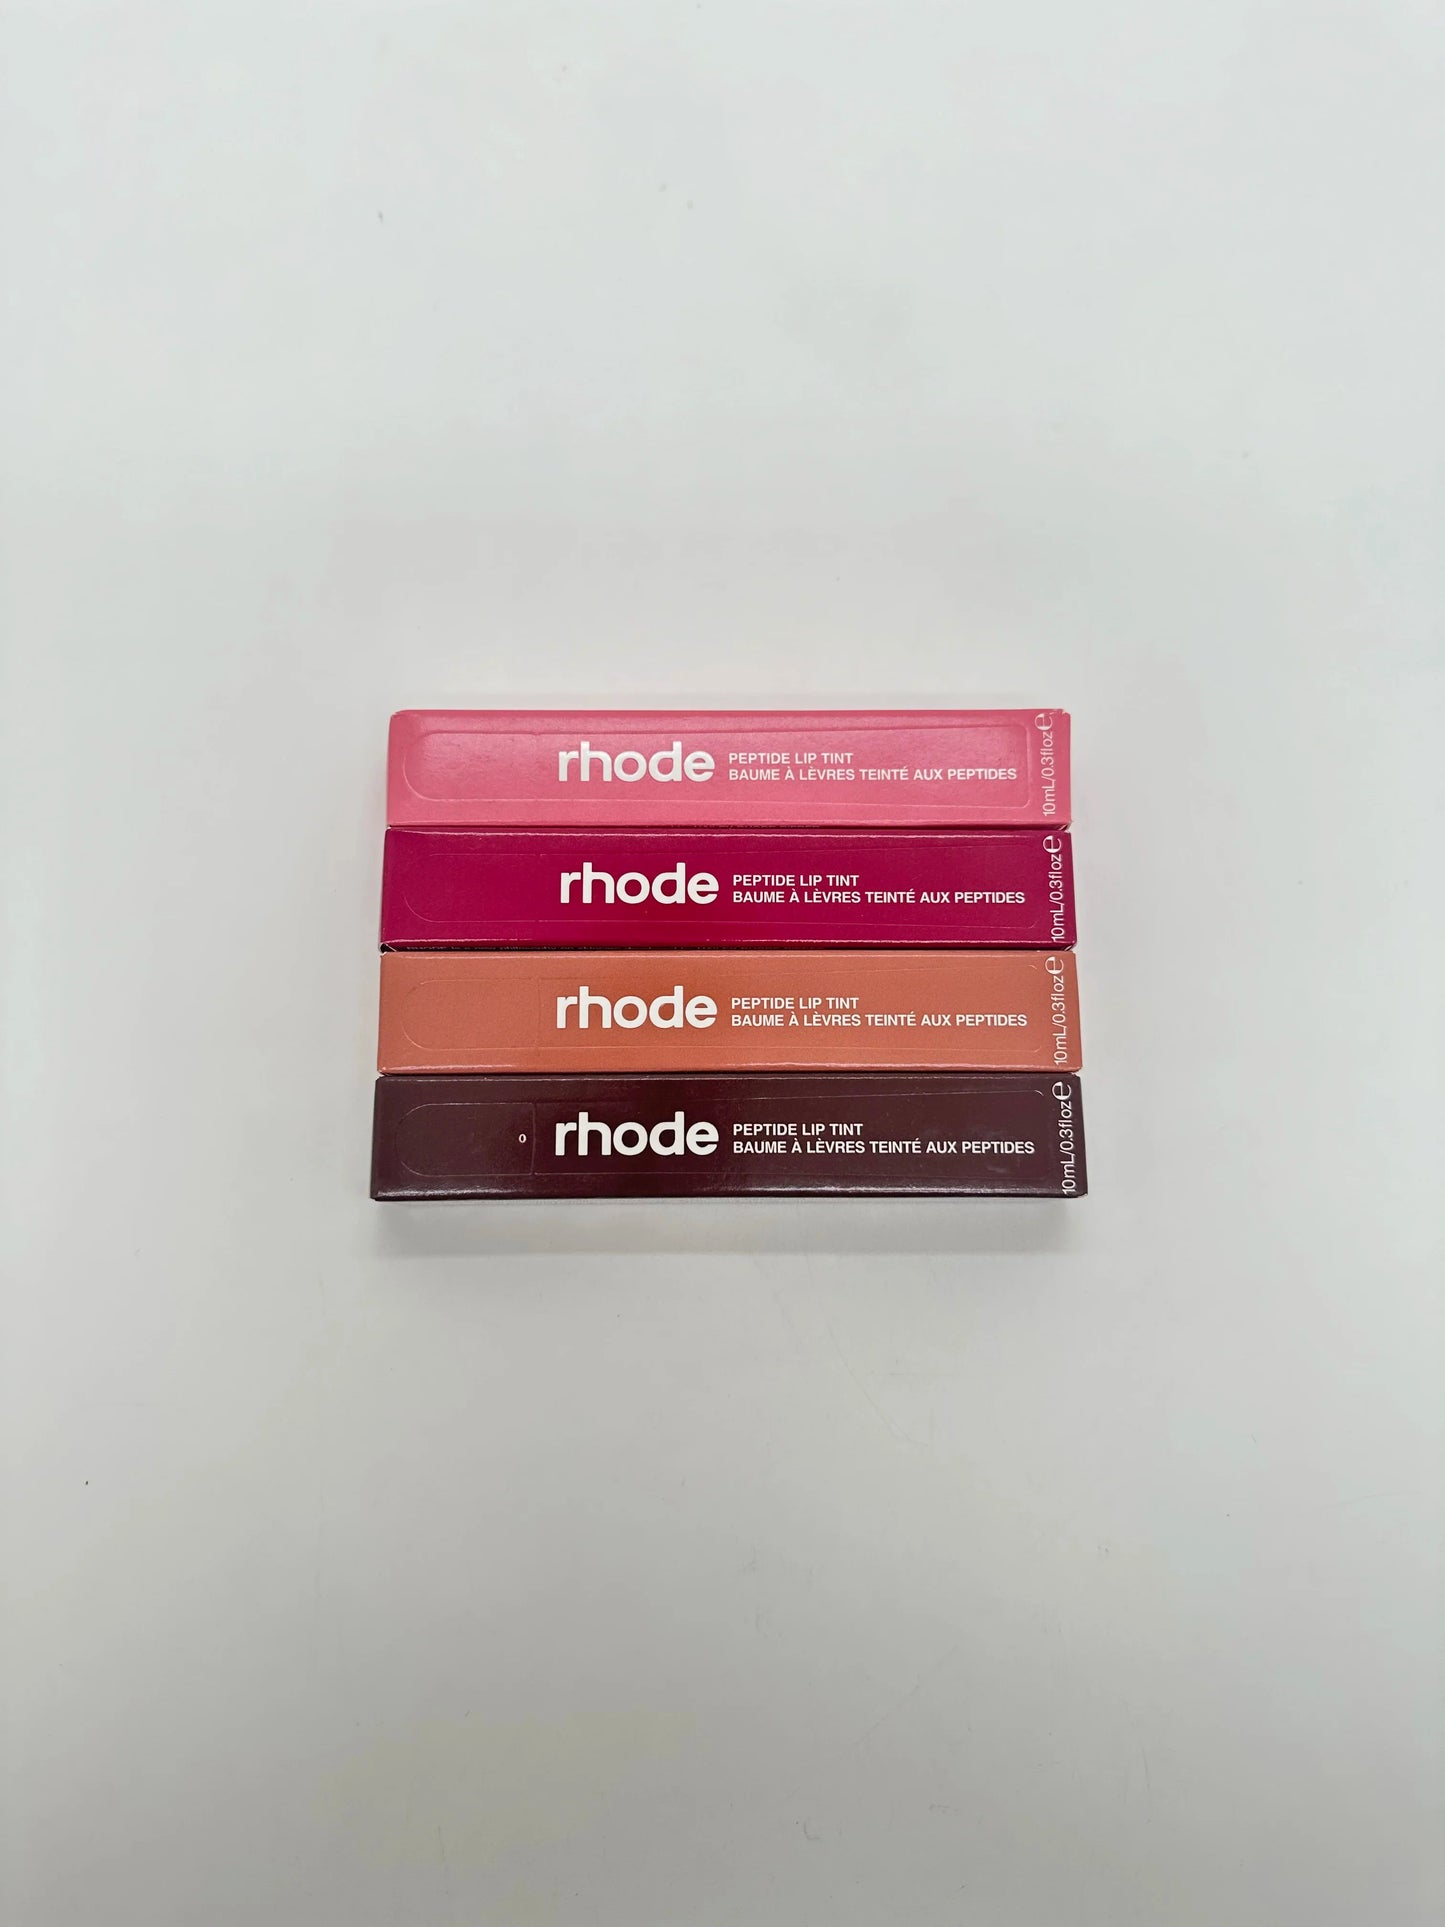 rhode
PEPTIDE LIP TINT
BAUME À LÈVRES TEINTÉ AUX PEPTIDES
10mL/0.3floz℮
rhode
PEPTIDE LIP TINT
BAUME À LÈVRES TEINTÉ AUX PEPTIDES
10mL/0.3floz℮
rhode
PEPTIDE LIP TINT
BAUME À LÈVRES TEINTÉ AUX PEPTIDES
10mL/0.3floz℮
0
rhode
PEPTIDE LIP TINT
BAUME À LÈVRES TEINTÉ AUX PEPTIDES
10mL/0.3floz℮